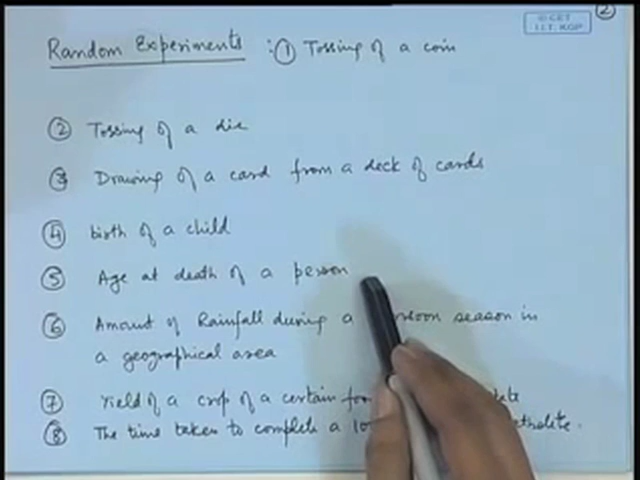 © CET
I.I.T. KGP
2
Random Experiments : ① Tossing of a coin
② Tossing of a die
③ Drawing of a card from a deck of cards
④ birth of a child
⑤ Age at death of a person
⑥ Amount of Rainfall during a season in
a geographical area
⑦ Yield of a crop of a certain
⑧ The time taken to complete a